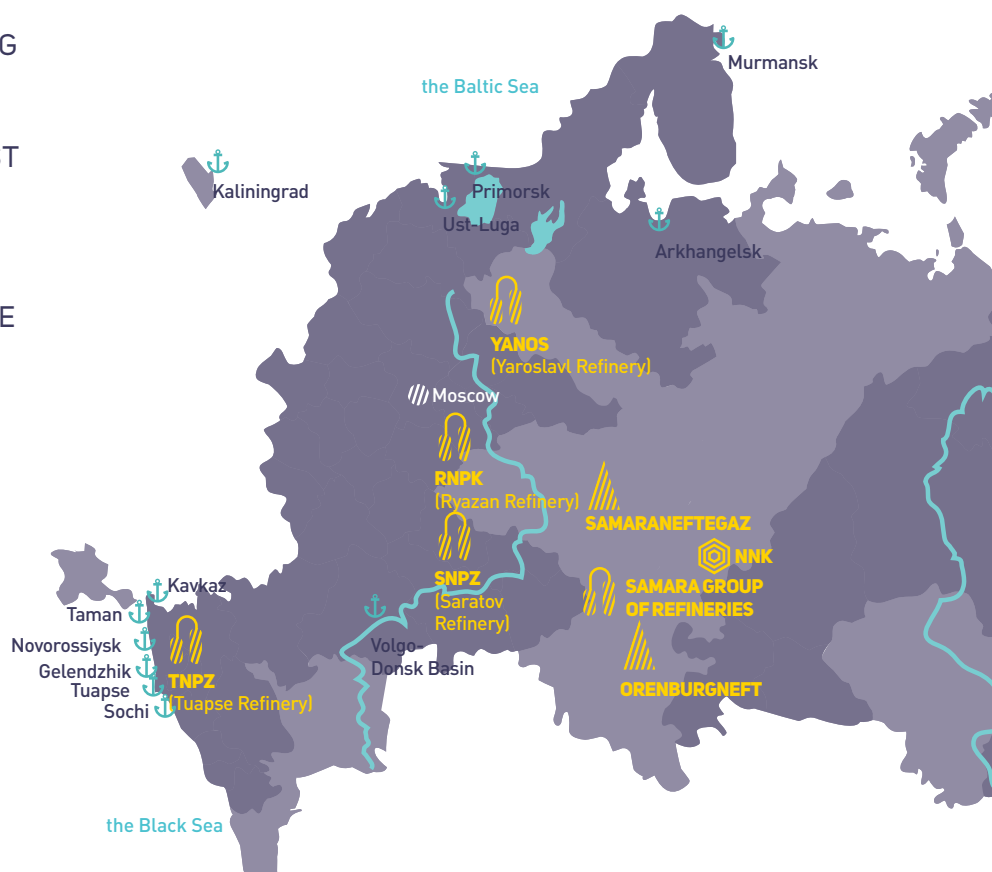 G
Murmansk
the Baltic Sea
ST
Kaliningrad
Primorsk
Ust-Luga
Arkhangelsk
E
YANOS
(Yaroslavl Refinery)
Moscow
RNPK
(Ryazan Refinery)
SAMARANEFTEGAZ
NNK
SNPZ
(Saratov
Refinery)
SAMARA GROUP
OF REFINERIES
Kavkaz
Taman
Novorossiysk
Gelendzhik
Tuapse
Sochi
TNPZ
(Tuapse Refinery)
Volgo-
Donsk Basin
ORENBURGNEFT
the Black Sea